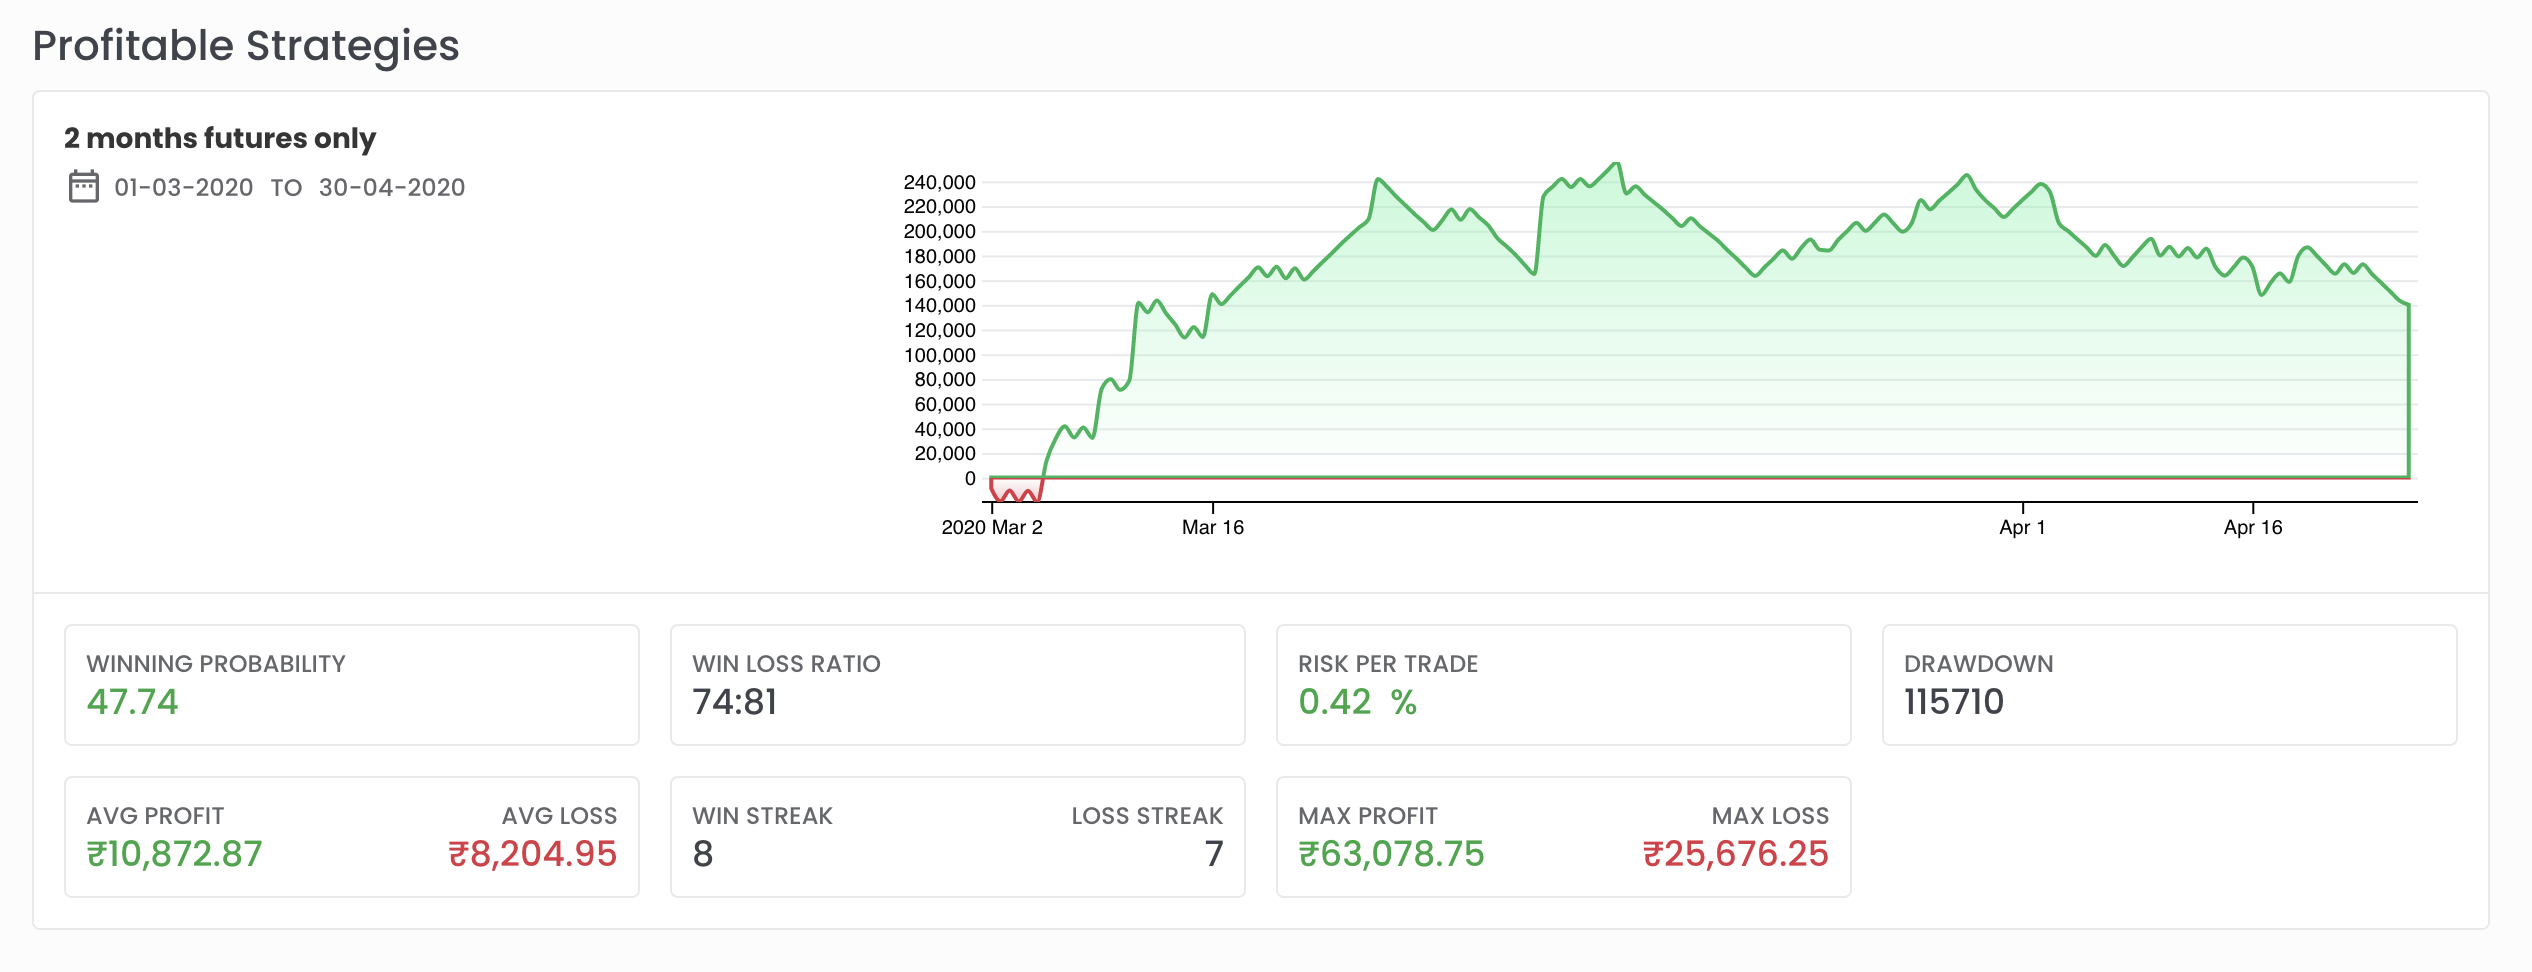 Profitable Strategies
2 months futures only
01-03-2020 TO 30-04-2020
240,000
220,000
200,000
180,000
160,000
140,000
120,000
100,000
80,000
60,000
40,000
20,000
0
2020 Mar 2 Mar 16 Apr 1 Apr 16
WINNING PROBABILITY
47.74
WIN LOSS RATIO
74:81
RISK PER TRADE
0.42 %
DRAWDOWN
115710
AVG PROFIT AVG LOSS
₹10,872.87 ₹8,204.95
WIN STREAK LOSS STREAK
8 7
MAX PROFIT MAX LOSS
₹63,078.75 ₹25,676.25